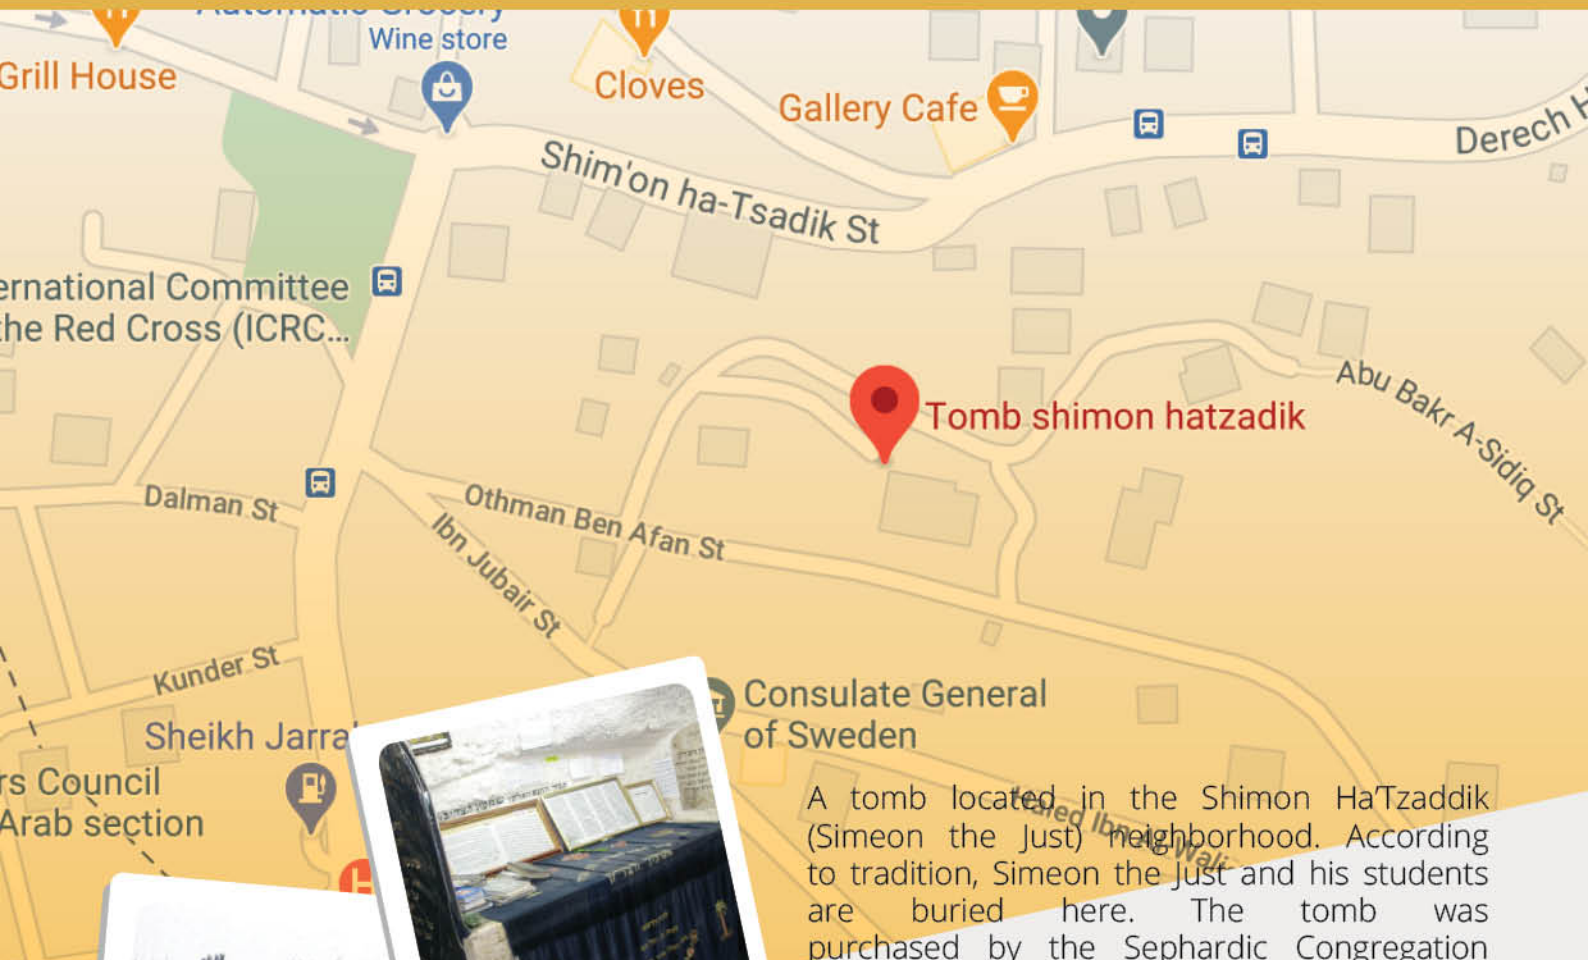 Automatic Grocery
Wine store
Grill House
Cloves
Gallery Cafe
Derech H
Shim'on ha-Tsadik St
ernational Committee
the Red Cross (ICRC...
Tomb shimon hatzadik
Abu Bakr A-Sidiq St
Dalman St
Othman Ben Afan St
Ibn Jubair St
Kunder St
Consulate General
of Sweden
Sheikh Jarra
rs Council
Arab section
H
A tomb located in the Shimon Ha'Tzaddik
(Simeon the Just) neighborhood. According
to tradition, Simeon the Just and his students
are buried here. The tomb was
purchased by the Sephardic Congregation